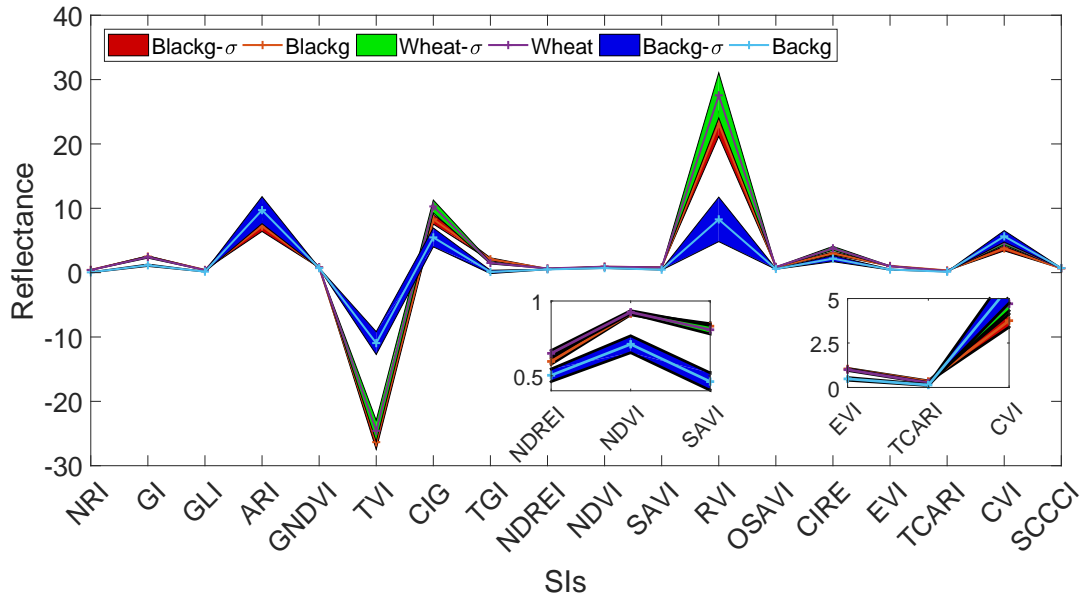 40
30
20
10
0
-10
-20
-30
Reflectance
Blackg-σ Blackg Wheat-σ Wheat Backg-σ Backg
1
0.5
NDREI NDVI SAVI
5
2.5
0
EVI TCARI CVI
NRI GI GLI ARI GNDVI TVI CIG TGI NDREI NDVI SAVI RVI OSAVI CIRE EVI TCARI CVI SCCCI
SIs